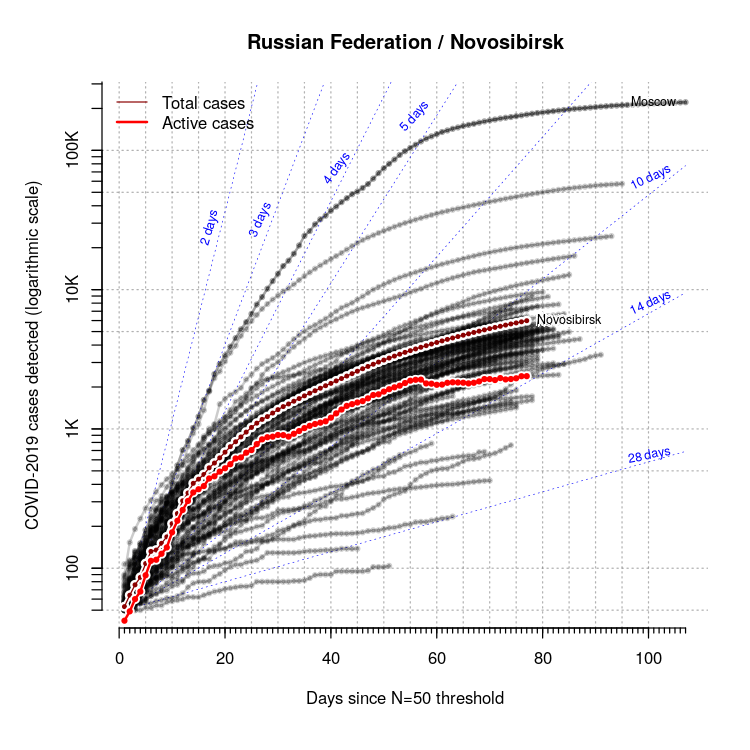 Russian Federation / Novosibirsk
Total cases
Active cases
Moscow
Novosibirsk
2 days
3 days
4 days
5 days
10 days
14 days
28 days
COVID-2019 cases detected (logarithmic scale)
100K
10K
1K
100
0 20 40 60 80 100
Days since N=50 threshold